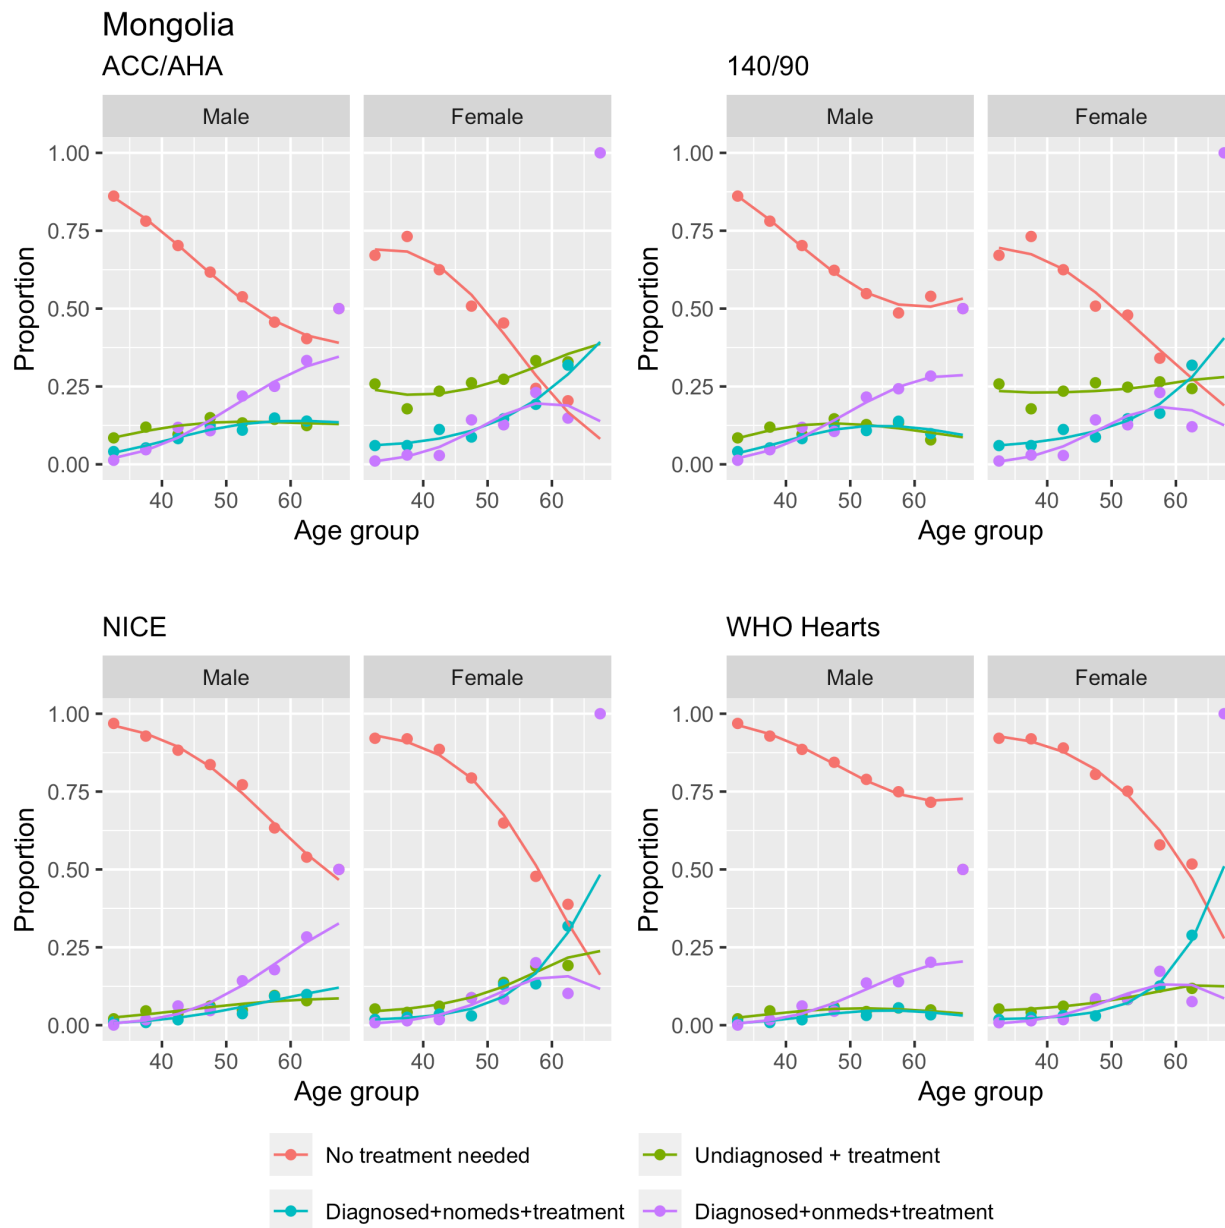 Mongolia
ACC/AHA
140/90
Male
Female
Male
Female
1.00
0.75
0.50
0.25
0.00
Proportion
40
50
60
40
50
60
Age group
1.00
0.75
0.50
0.25
0.00
Proportion
40
50
60
40
50
60
Age group
NICE
WHO Hearts
Male
Female
Male
Female
1.00
0.75
0.50
0.25
0.00
Proportion
40
50
60
40
50
60
Age group
1.00
0.75
0.50
0.25
0.00
Proportion
40
50
60
40
50
60
Age group
No treatment needed
Undiagnosed + treatment
Diagnosed+nomeds+treatment
Diagnosed+onmeds+treatment